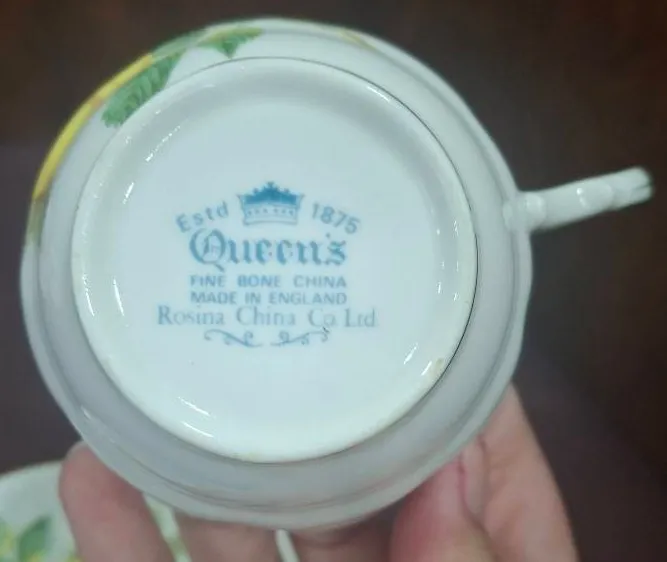 Estd 1875
Queen's
FINE BONE CHINA
MADE IN ENGLAND
Rosina China Co Ltd